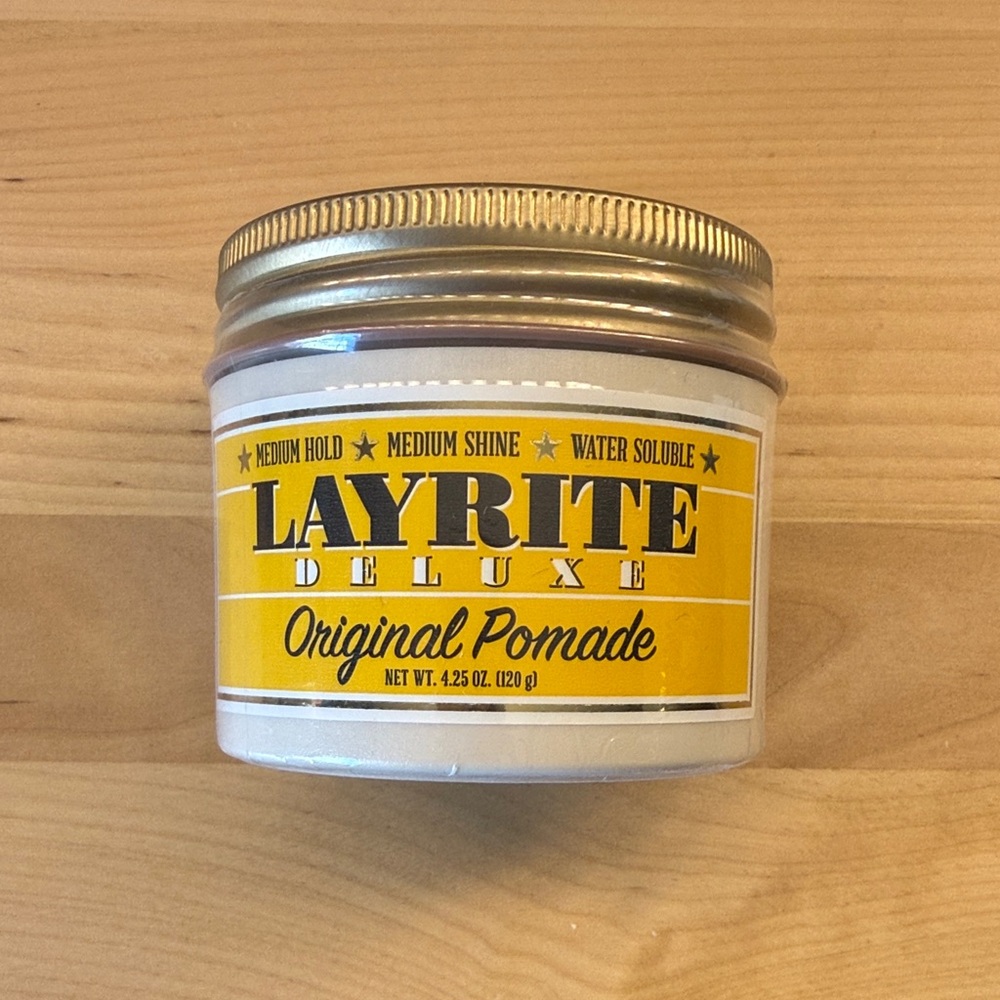 ★ MEDIUM HOLD ★ MEDIUM SHINE ★ WATER SOLUBLE ★
LAYRITE
DELUXE
Original Pomade
NET WT. 4.25 OZ. (120 g)